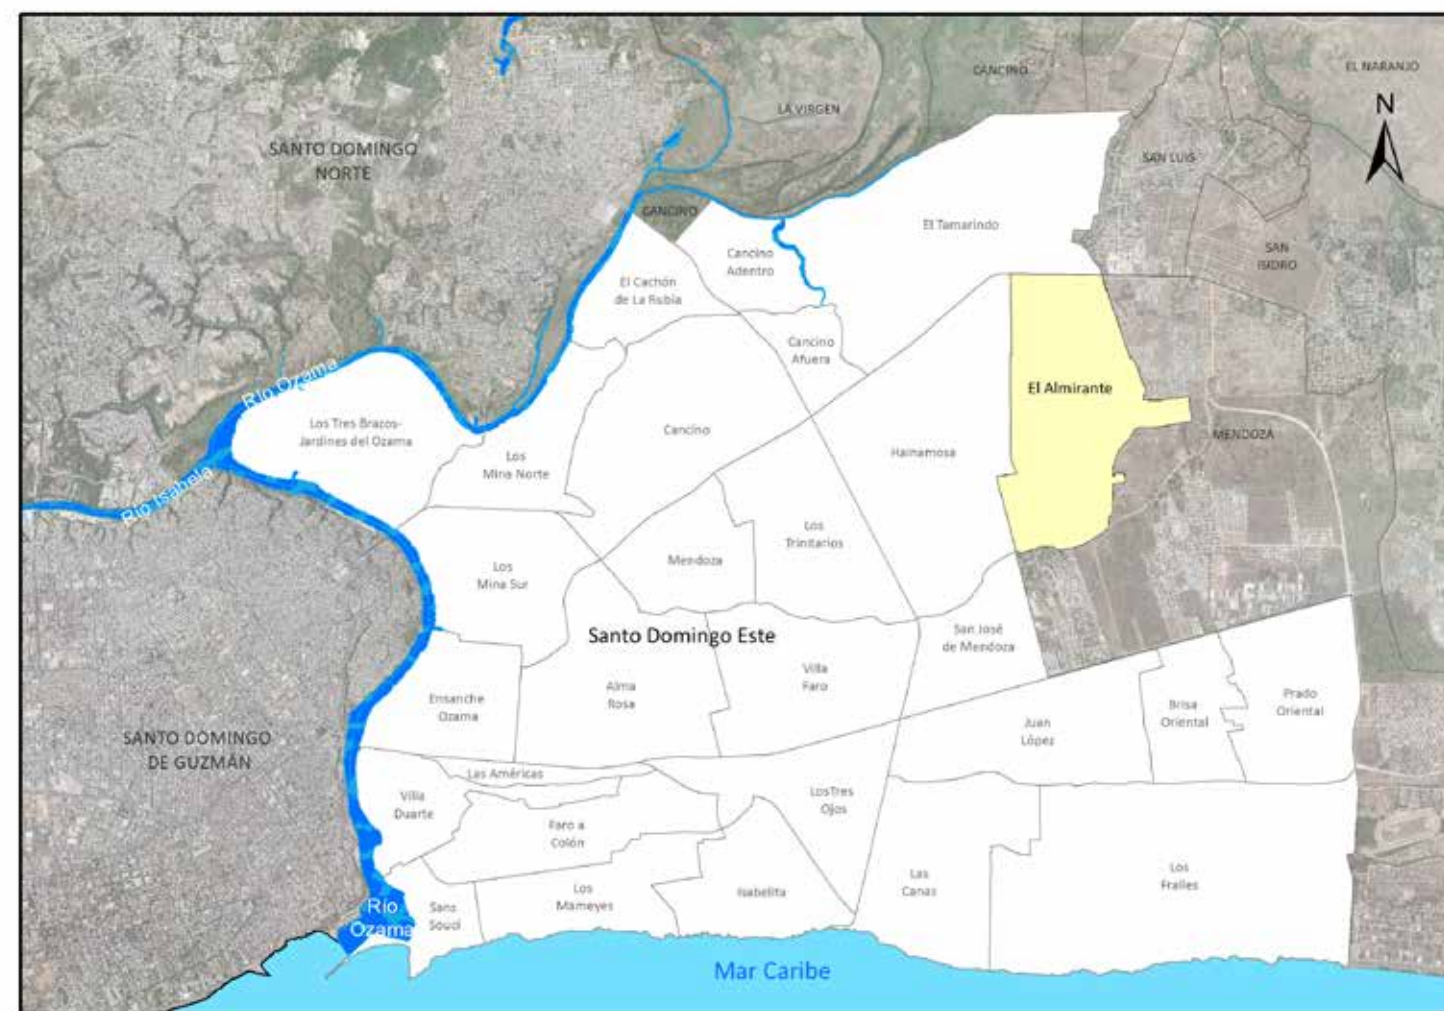 CANCINO
EL NARANJO
N
LA VIRGEN
SANTO DOMINGO
NORTE
SAN LUIS
CANCINO
El Tamarindo
SAN
ISIDRO
Cancino
Adentro
El Cachón
de La Rubia
Cancino
Afuera
Río Ozama
El Almirante
Los Tres Brazos-
Jardines del Ozama
Cancino
MENDOZA
Los
Mina Norte
Hainamosa
Río Isabela
Los
Trinitarios
Mendoza
Los
Mina Sur
Santo Domingo Este
San José
de Mendoza
Villa
Faro
Alma
Rosa
Ensanche
Ozama
Prado
Oriental
Brisa
Oriental
Juan
López
SANTO DOMINGO
DE GUZMÁN
Las Américas
Villa
Duarte
LosTres
Ojos
Faro a
Colón
Los
Frailes
Las
Canas
Los
Mameyes
Isabelita
Sans
Souci
Río
Ozama
Mar Caribe